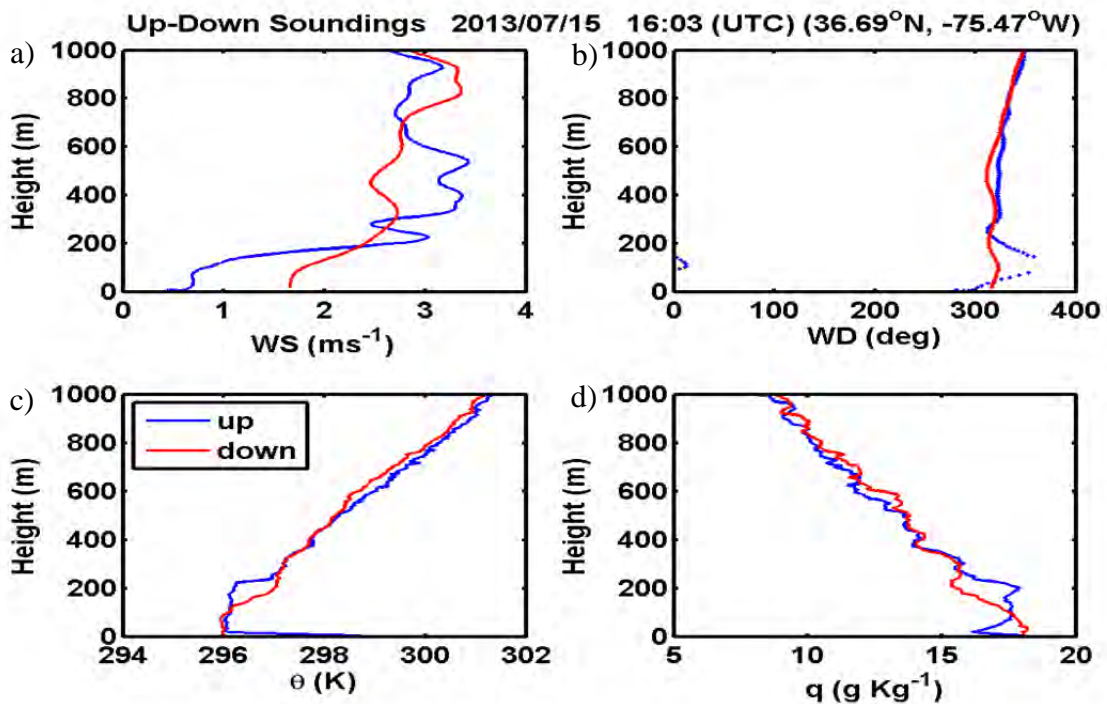 Up-Down Soundings 2013/07/15 16:03 (UTC) (36.69°N, -75.47°W)
a)
1000
800
600
400
200
0
Height (m)
0 1 2 3 4
WS (ms⁻¹)
b)
1000
800
600
400
200
0
Height (m)
0 100 200 300 400
WD (deg)
c)
1000
800
600
400
200
0
Height (m)
up
down
294 296 298 300 302
θ (K)
d)
1000
800
600
400
200
0
Height (m)
5 10 15 20
q (g Kg⁻¹)